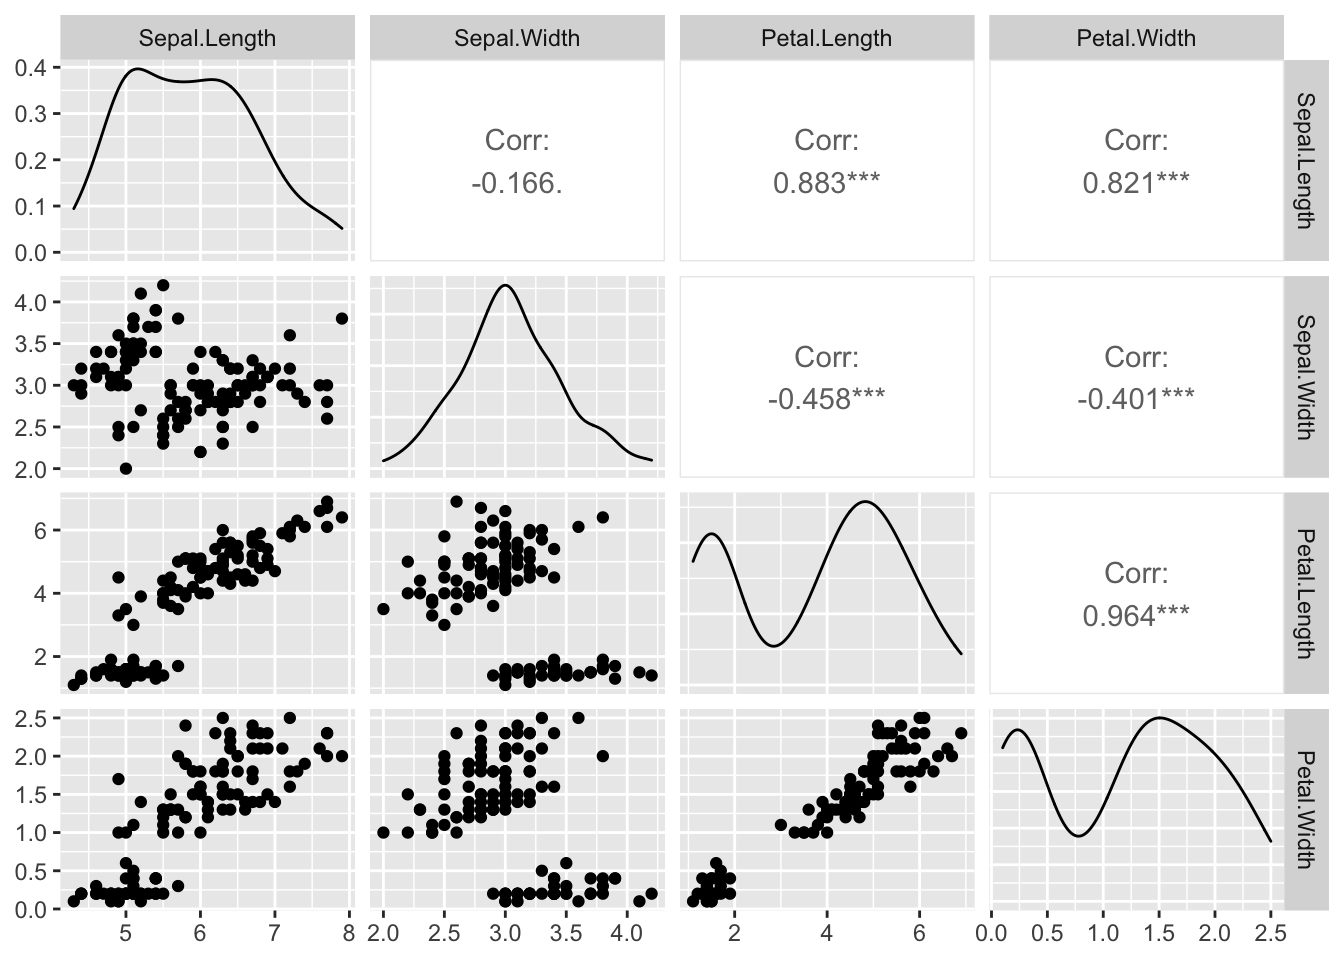 Sepal.Length Sepal.Width Petal.Length Petal.Width
0.4
0.3
0.2
0.1
0.0
Corr:
-0.166.
Corr:
0.883***
Corr:
0.821***
Sepal.Length
4.0
3.5
3.0
2.5
2.0
Corr:
-0.458***
Corr:
-0.401***
Sepal.Width
6
4
2
Corr:
0.964***
Petal.Length
2.5
2.0
1.5
1.0
0.5
0.0
Petal.Width
5 6 7 8 2.0 2.5 3.0 3.5 4.0 2 4 6 0.0 0.5 1.0 1.5 2.0 2.5